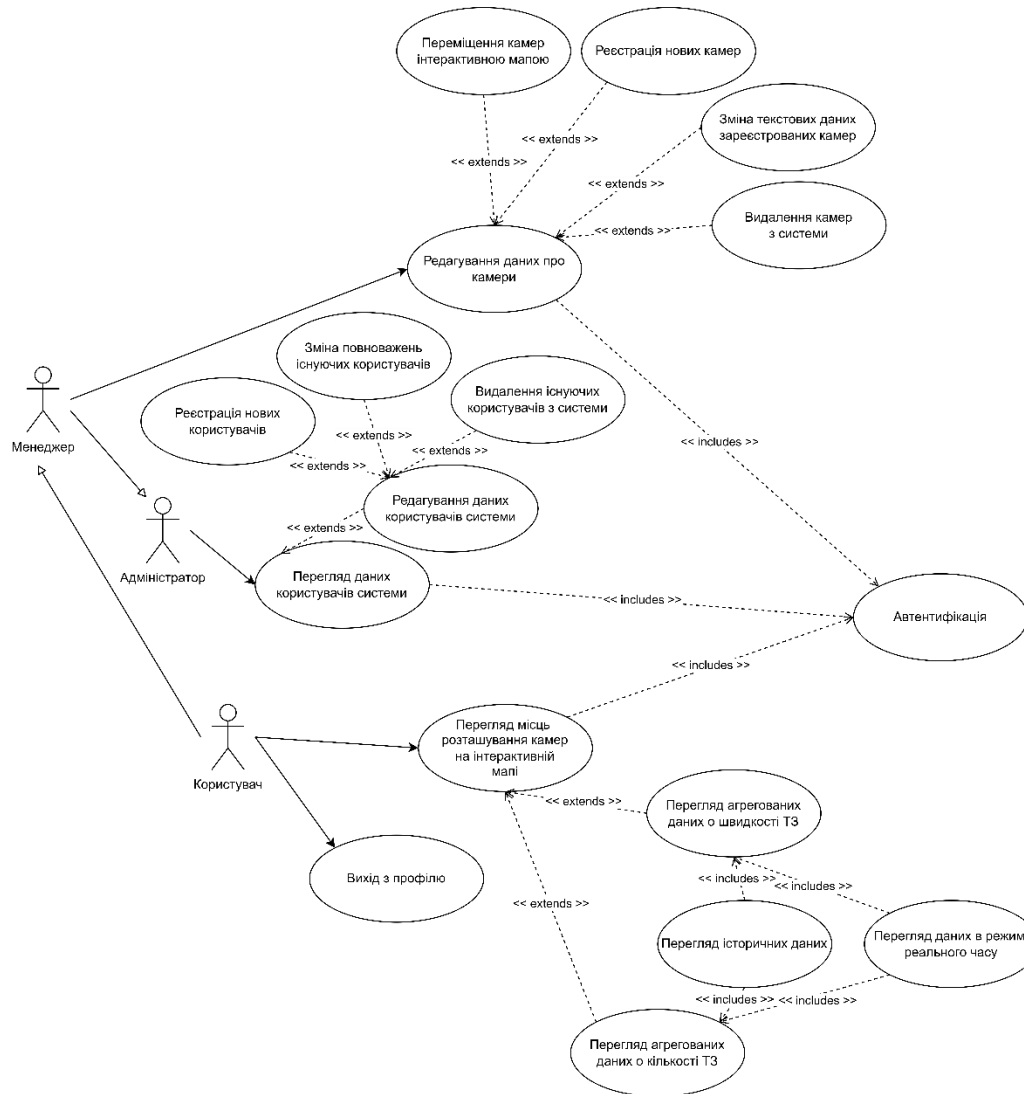 Переміщення камер
інтерактивною мапою
Реєстрація нових камер
Зміна текстових даних
зареєстрованих камер
<< extends >>
<< extends >>
<< extends >>
<< extends >>
Видалення камер
з системи
Редагування даних про
камери
Зміна повноважень
існуючих користувачів
Видалення існуючих
користувачів з системи
Реєстрація нових
користувачів
<< extends >>
<< extends >>
<< extends >>
<< includes >>
Менеджер
Редагування даних
користувачів системи
<< extends >>
Адміністратор
Перегляд даних
користувачів системи
<< includes >>
Автентифікація
<< includes >>
Перегляд місць
розташування камер
на інтерактивній
мапі
Користувач
<< extends >>
Перегляд агрегованих
даних о швидкості ТЗ
Вихід з профілю
<< includes >>
<< includes >>
<< extends >>
Перегляд історичних даних
Перегляд даних в режимі
реального часу
<< includes >>
<< includes >>
Перегляд агрегованих
даних о кількості ТЗ